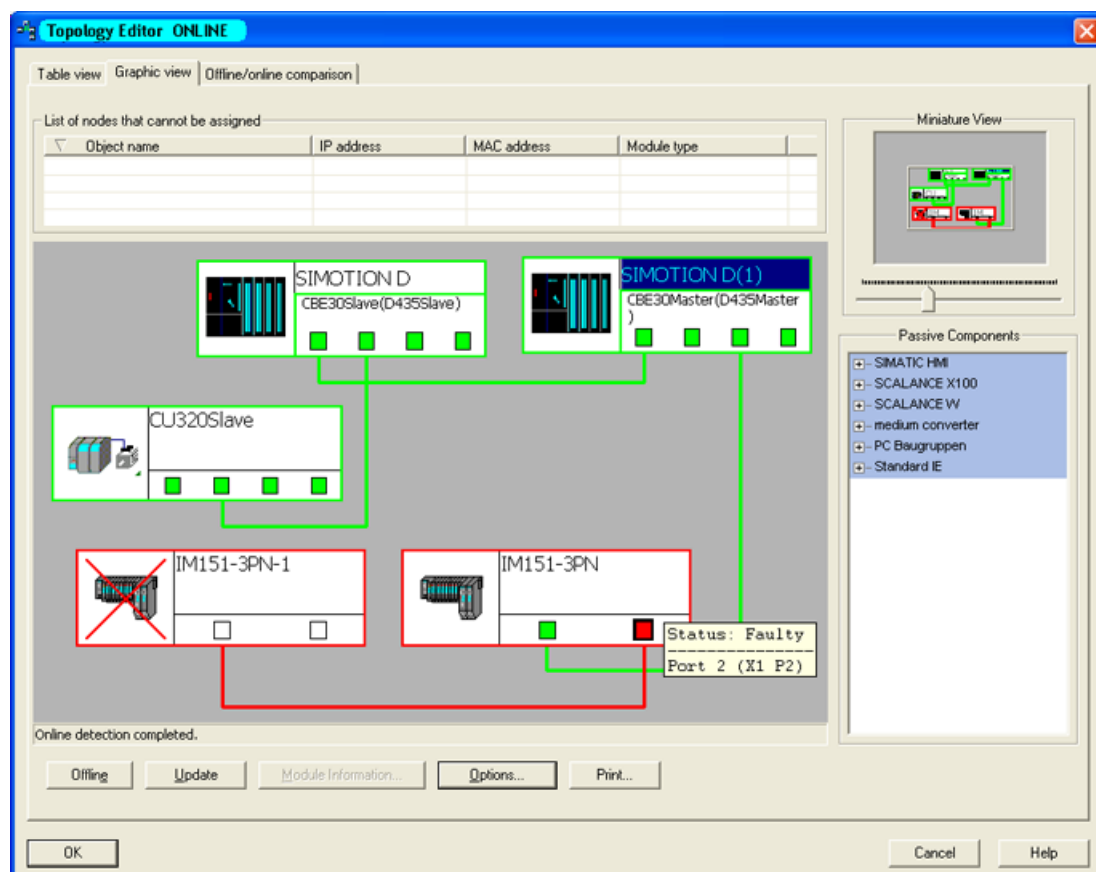 Topology Editor ONLINE
Table view Graphic view Offline/online comparison
List of nodes that cannot be assigned
Object name IP address MAC address Module type
Miniature View
SIMOTION D
CBE30Slave(D435Slave)
SIMOTION D(1)
CBE30Master(D435Master
)
Passive Components
SIMATIC HMI
SCALANCE X100
SCALANCE W
medium converter
PC Baugruppen
Standard IE
CU320Slave
IM151-3PN-1
IM151-3PN
Status: Faulty
Port 2 (X1 P2)
Online detection completed.
Offline Update Module Information... Options... Print...
OK Cancel Help